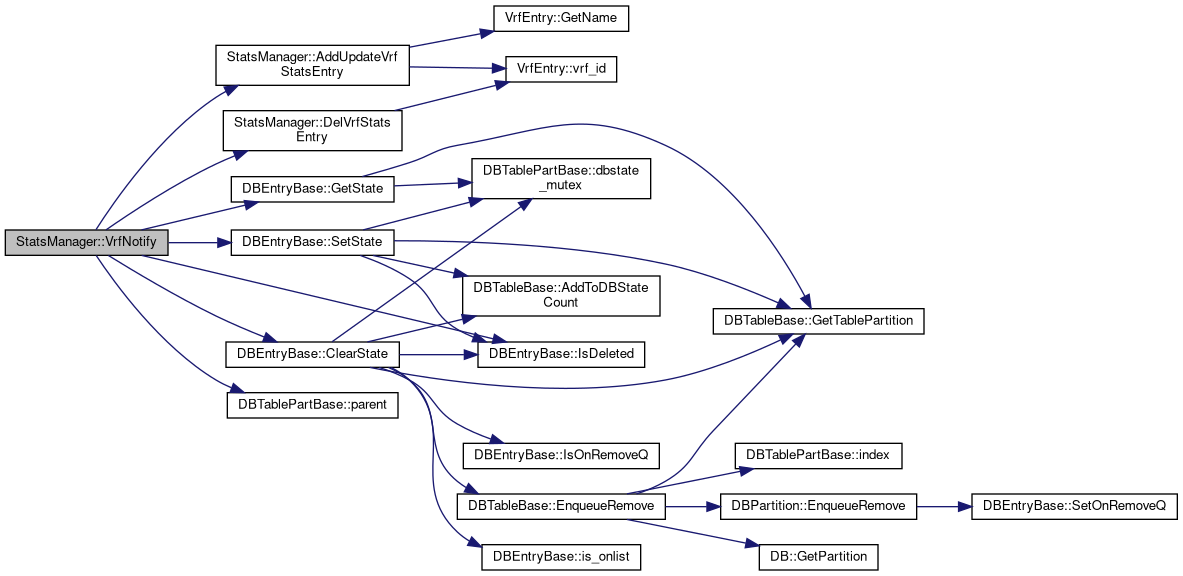 VrfEntry::GetName
StatsManager::AddUpdateVrf
StatsEntry
VrfEntry::vrf_id
StatsManager::DelVrfStats
Entry
DBTablePartBase::dbstate
_mutex
DBEntryBase::GetState
StatsManager::VrfNotify
DBEntryBase::SetState
DBTableBase::AddToDBState
Count
DBTableBase::GetTablePartition
DBEntryBase::ClearState
DBEntryBase::IsDeleted
DBTablePartBase::parent
DBEntryBase::IsOnRemoveQ
DBTablePartBase::index
DBTableBase::EnqueueRemove
DBPartition::EnqueueRemove
DBEntryBase::SetOnRemoveQ
DBEntryBase::is_onlist
DB::GetPartition